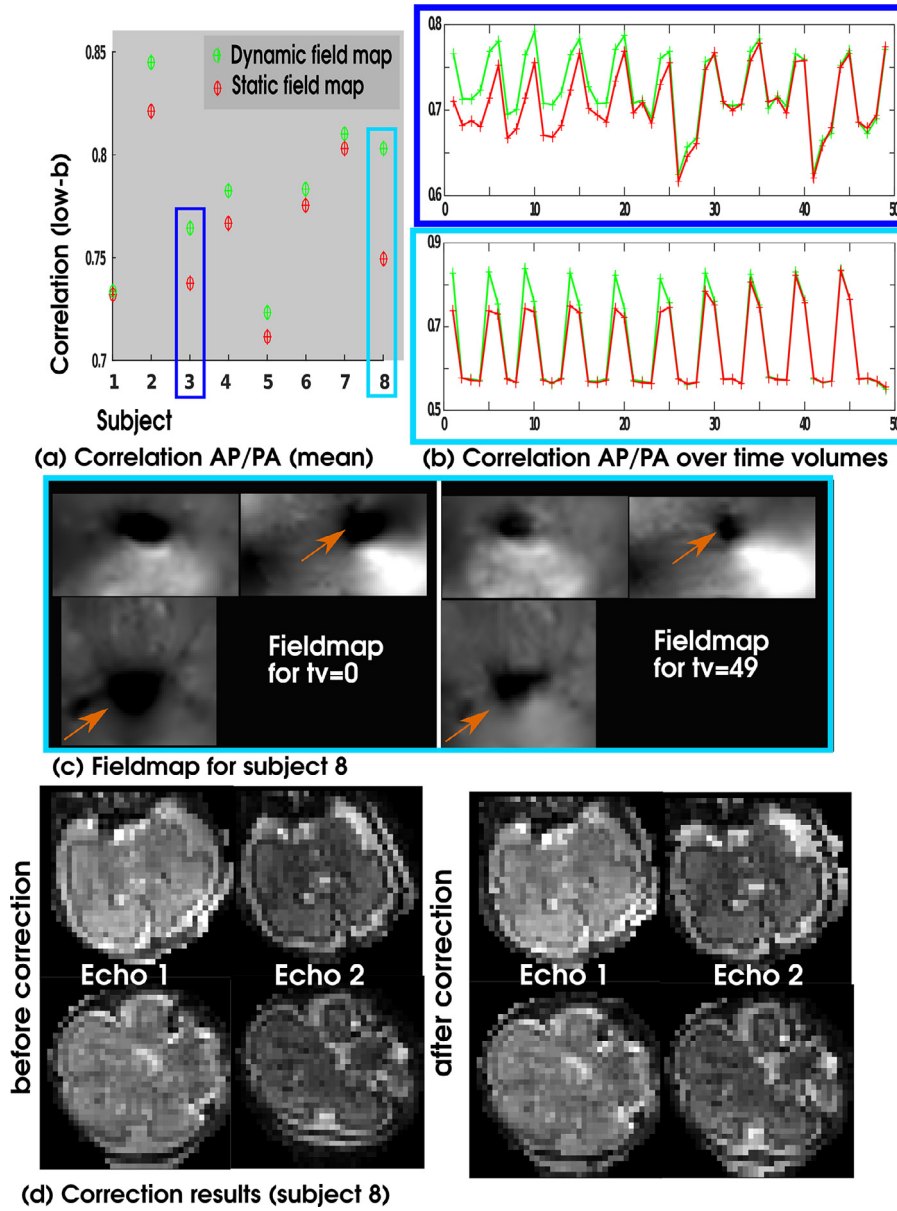 0.85
0.8
0.75
0.7
Correlation (low-b)
Dynamic field map
Static field map
1 2 3 4 5 6 7 8
Subject
(a) Correlation AP/PA (mean)
0.8
0.7
0.6
0 10 20 30 40 50
0.9
0.7
0.5
0 10 20 30 40 50
(b) Correlation AP/PA over time volumes
Fieldmap
for tv=0
Fieldmap
for tv=49
(c) Fieldmap for subject 8
before correction
Echo 1
Echo 2
after correction
Echo 1
Echo 2
(d) Correction results (subject 8)